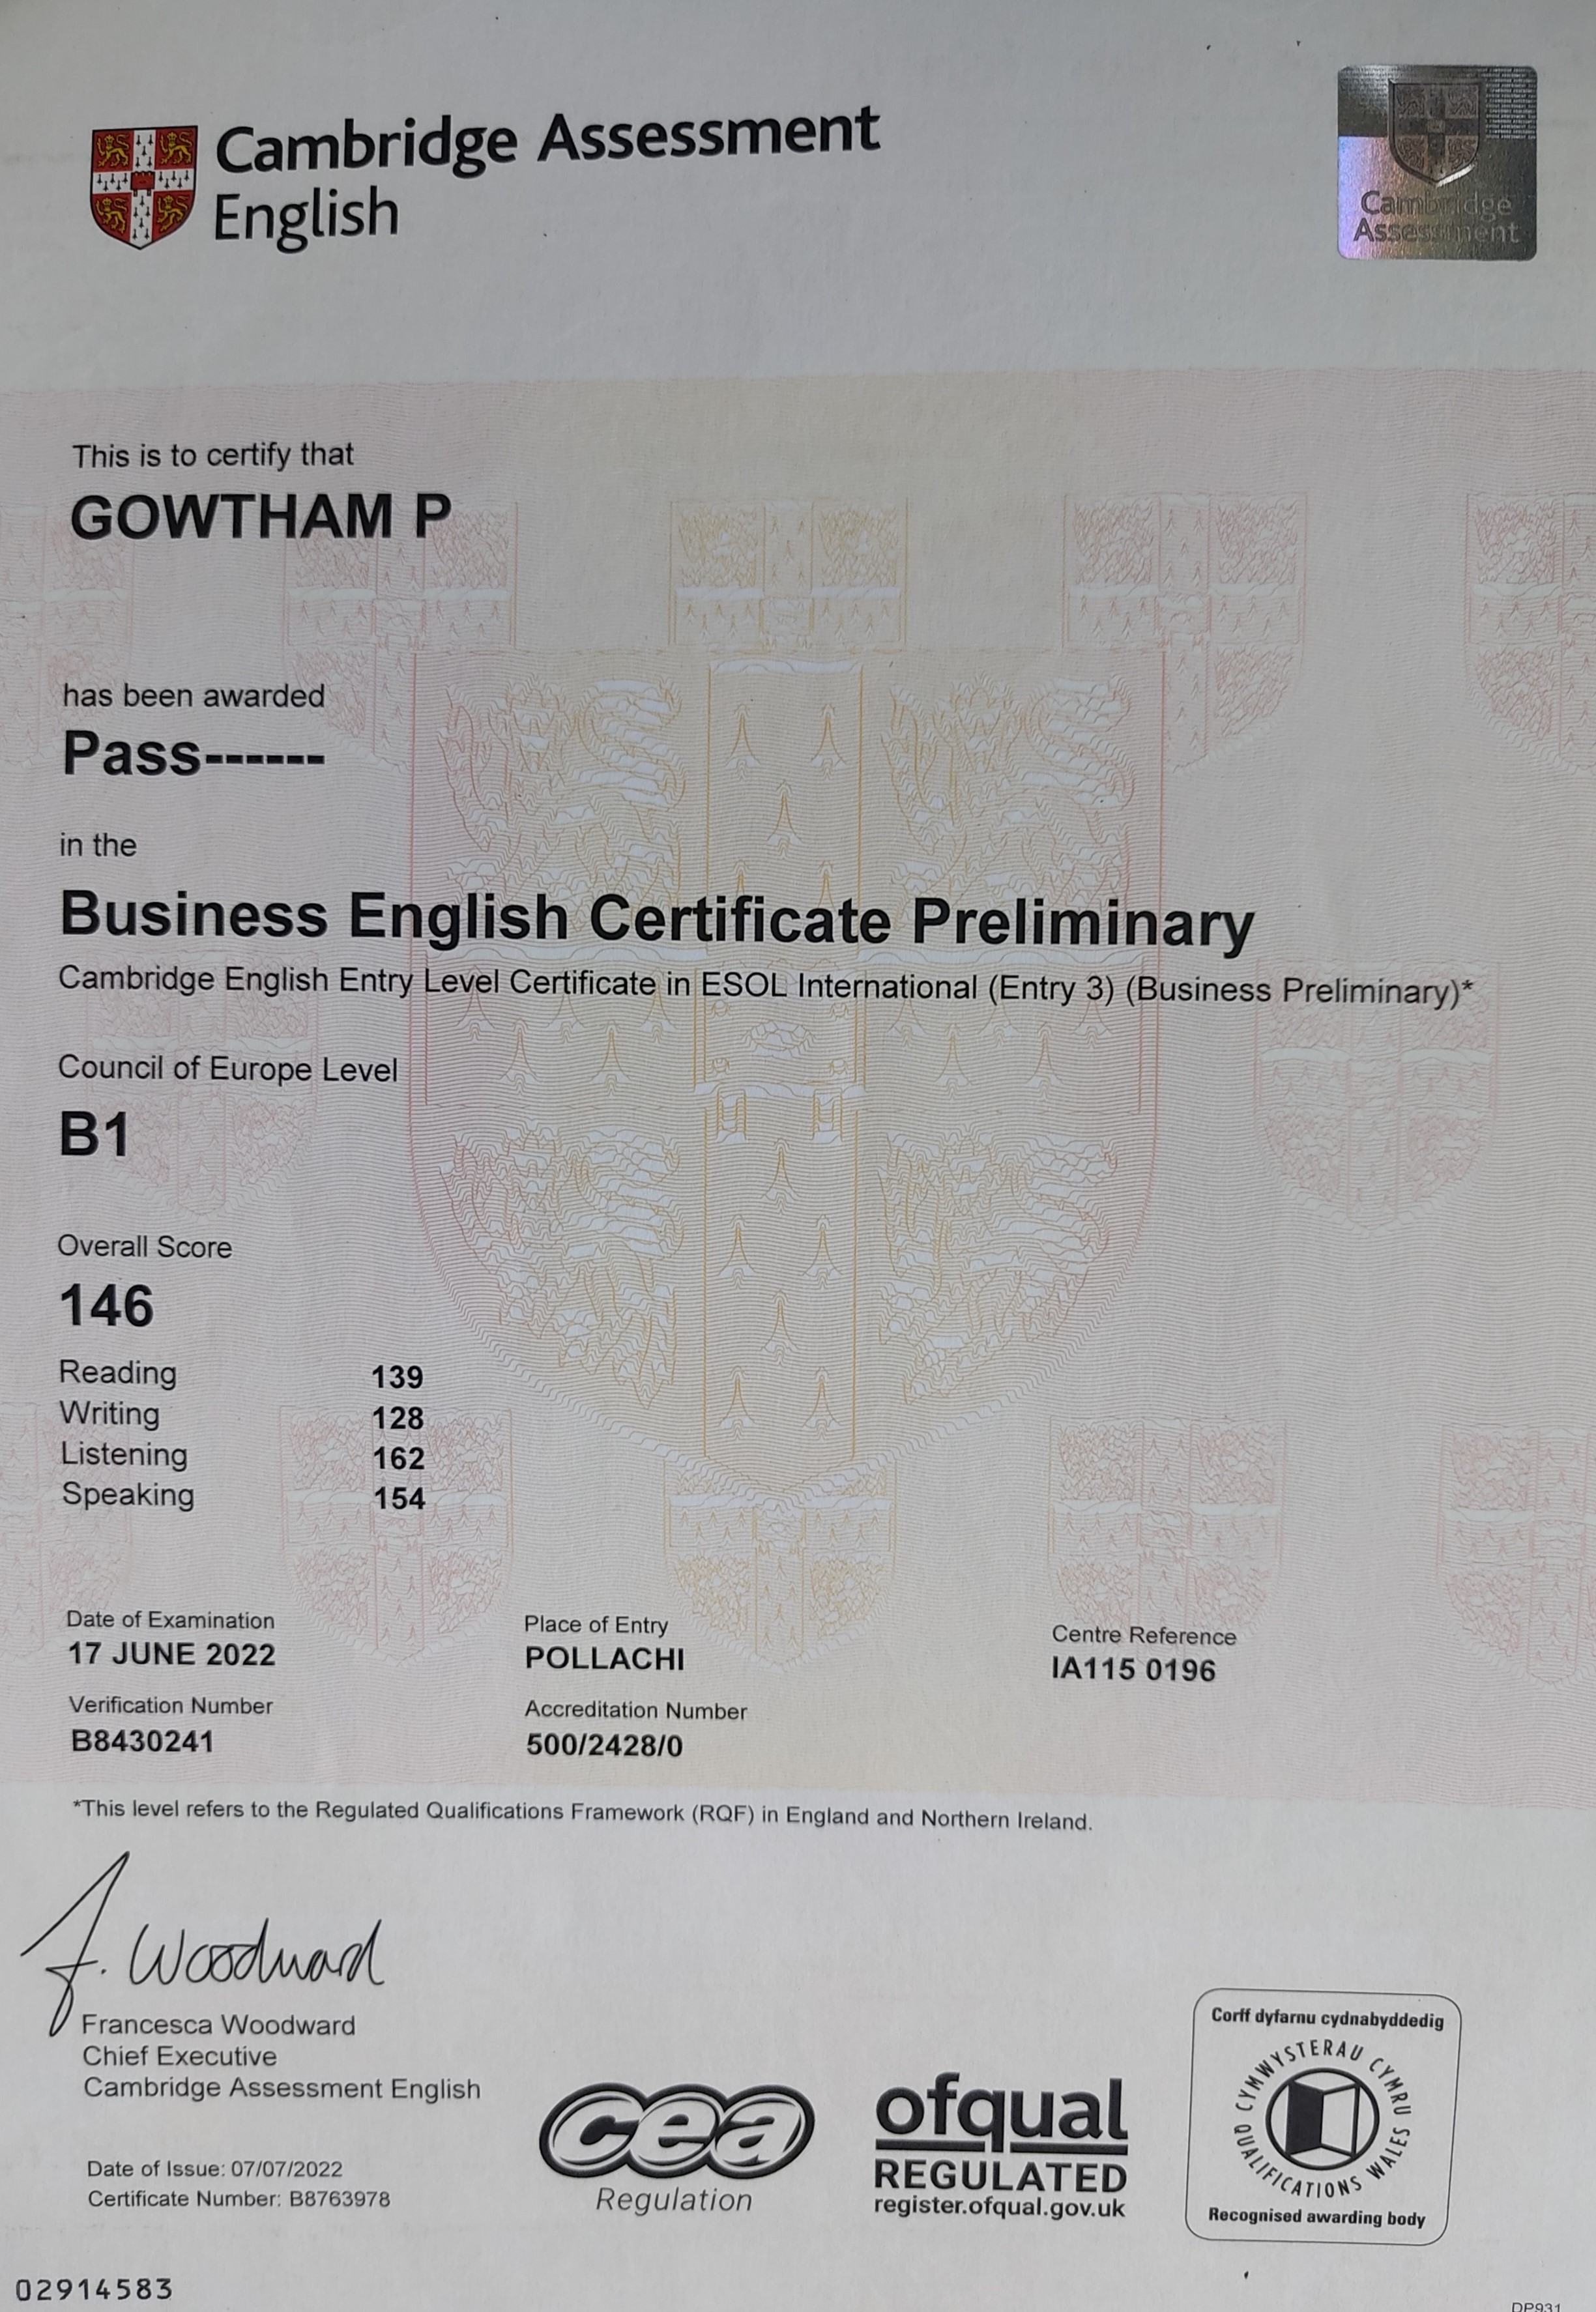 Cambridge Assessment
English
Cambridge
Assessment
This is to certify that
GOWTHAM P
has been awarded
Pass------
in the
Business English Certificate Preliminary
Cambridge English Entry Level Certificate in ESOL International (Entry 3) (Business Preliminary)*
Council of Europe Level
B1
Overall Score
146
Reading 139
Writing 128
Listening 162
Speaking 154
Date of Examination
17 JUNE 2022
Place of Entry
POLLACHI
Centre Reference
IA115 0196
Verification Number
B8430241
Accreditation Number
500/2428/0
*This level refers to the Regulated Qualifications Framework (RQF) in England and Northern Ireland.
F. Woodward
Francesca Woodward
Chief Executive
Cambridge Assessment English
Date of Issue: 07/07/2022
Certificate Number: B8763978
cea
Regulation
ofqual
REGULATED
register.ofqual.gov.uk
Corff dyfarnu cydnabyddedig
CYMWYSTERAU CYMRU
QUALIFICATIONS WALES
Recognised awarding body
02914583
DP931